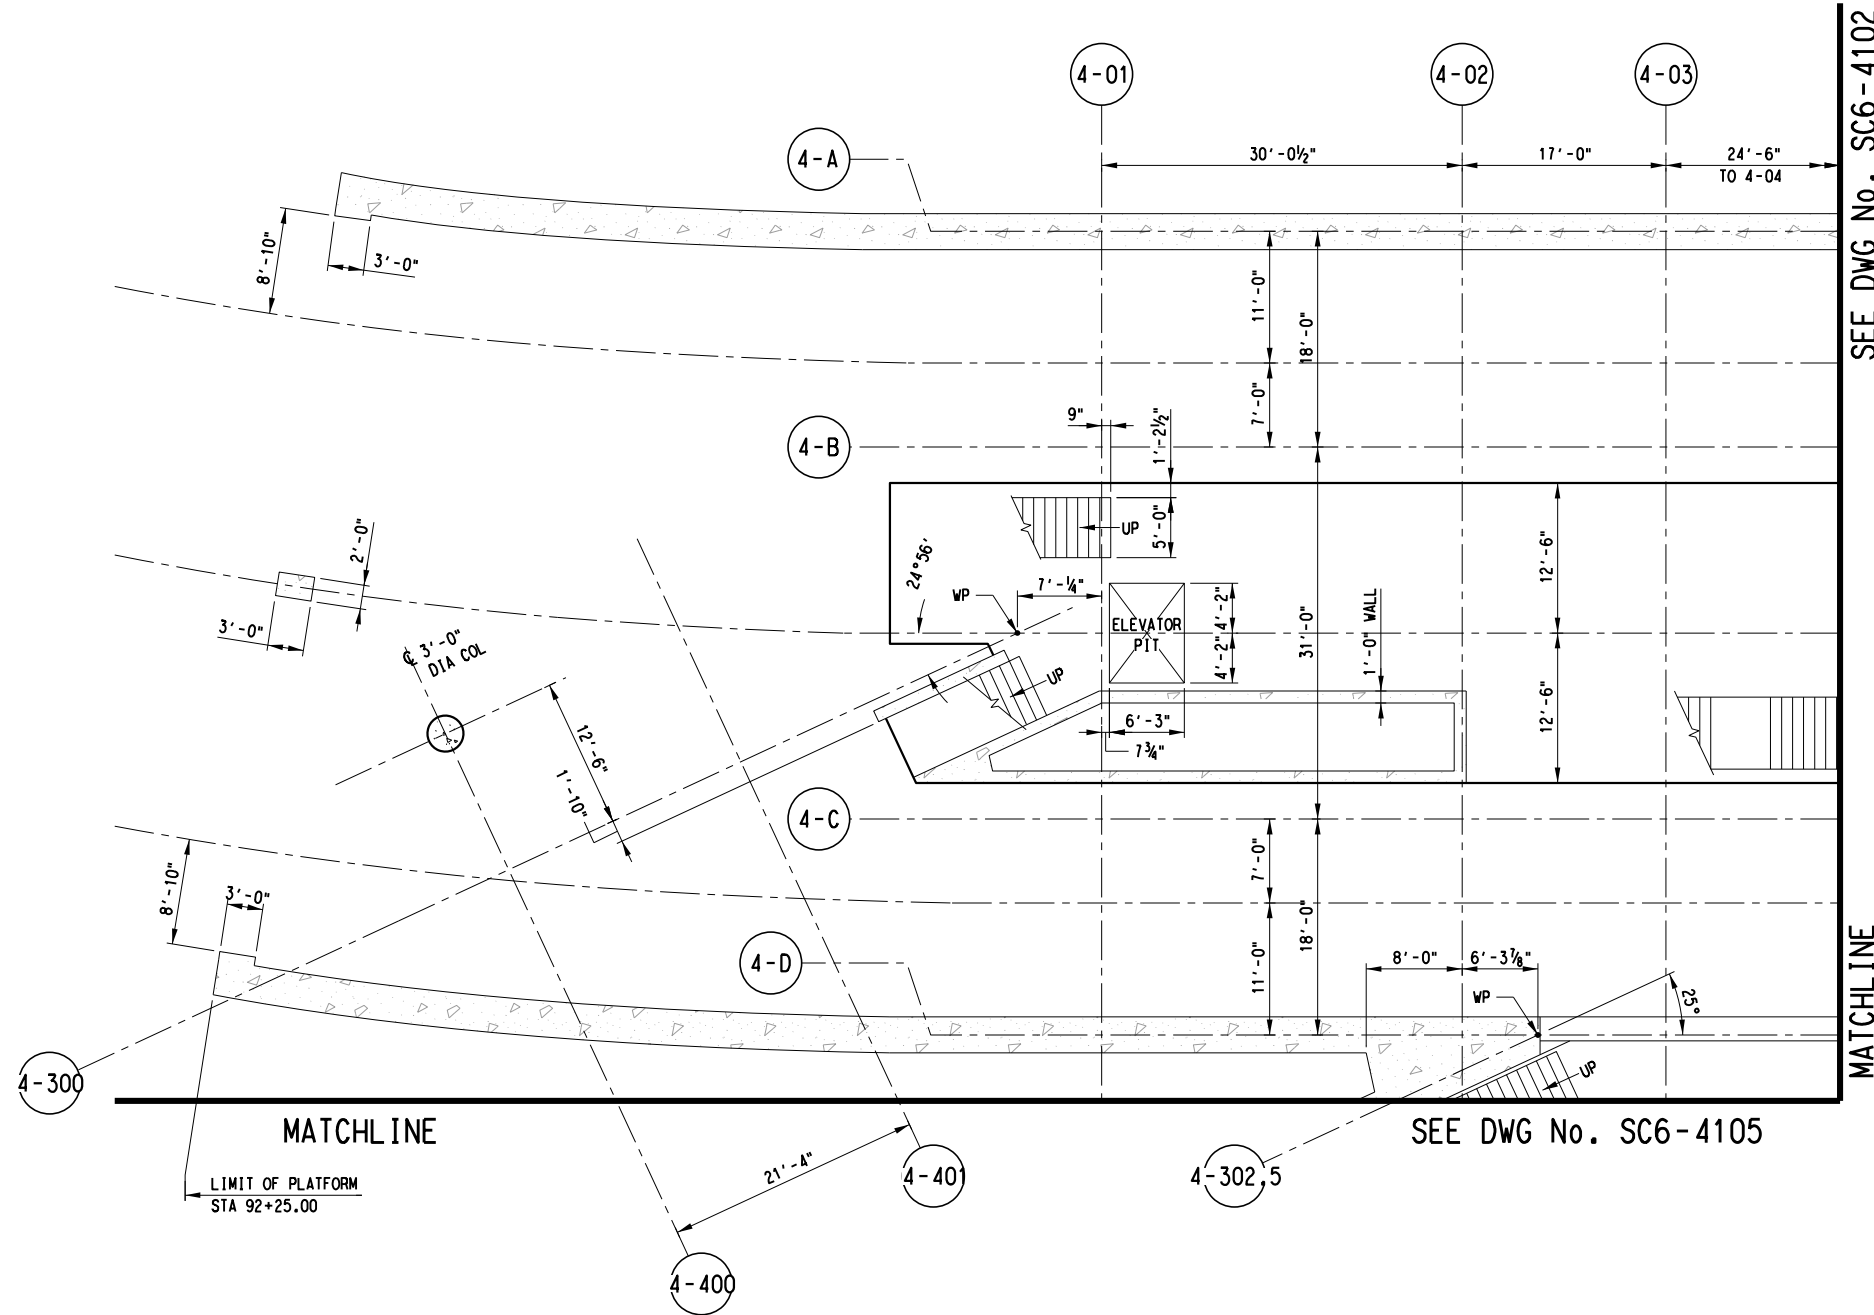 4-01
4-02
4-03
SEE DWG No. SC6-4102
4-A
30'-0½"
17'-0"
24'-6"
TO 4-04
8'-10"
3'-0"
11'-0"
18'-0"
7'-0"
9"
1'-2½"
4-B
5'-0"
UP
2'-0"
24°56'
12'-6"
WP
7'-¼"
4'-2"
ELEVATOR
PIT
4'-2"
31'-0"
1'-0" WALL
3'-0"
℄ 3'-0"
DIA COL
UP
12'-6"
12'-6"
1'-10"
6'-3"
7¾"
4-C
8'-10"
3'-0"
7'-0"
18'-0"
11'-0"
4-D
8'-0"
6'-3⅞"
WP
25°
UP
MATCHLINE
4-300
MATCHLINE
SEE DWG No. SC6-4105
21'-4"
4-401
4-302.5
LIMIT OF PLATFORM
STA 92+25.00
4-400